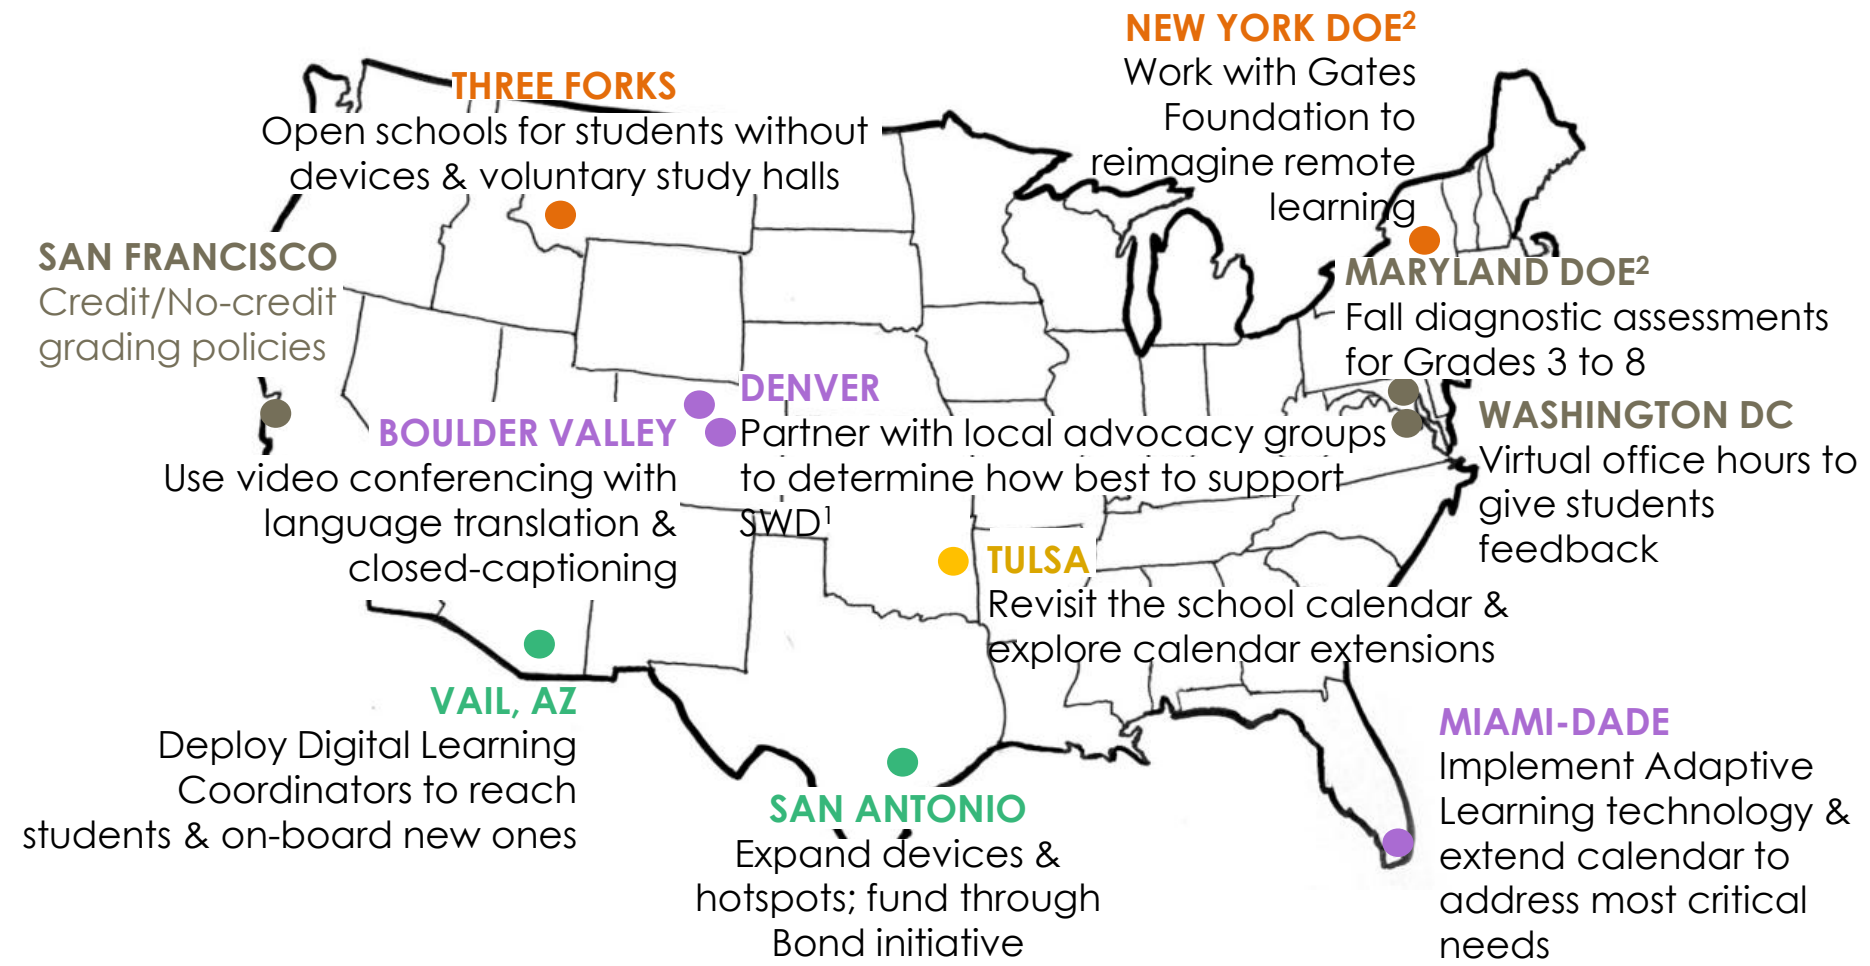 NEW YORK DOE²
Work with Gates
Foundation to
reimagine remote
learning
THREE FORKS
Open schools for students without
devices & voluntary study halls
SAN FRANCISCO
Credit/No-credit
grading policies
MARYLAND DOE²
Fall diagnostic assessments
for Grades 3 to 8
DENVER
Partner with local advocacy groups
to determine how best to support
SWD¹
BOULDER VALLEY
Use video conferencing with
language translation &
closed-captioning
WASHINGTON DC
Virtual office hours to
give students
feedback
TULSA
Revisit the school calendar &
explore calendar extensions
VAIL, AZ
Deploy Digital Learning
Coordinators to reach
students & on-board new ones
SAN ANTONIO
Expand devices &
hotspots; fund through
Bond initiative
MIAMI-DADE
Implement Adaptive
Learning technology &
extend calendar to
address most critical
needs